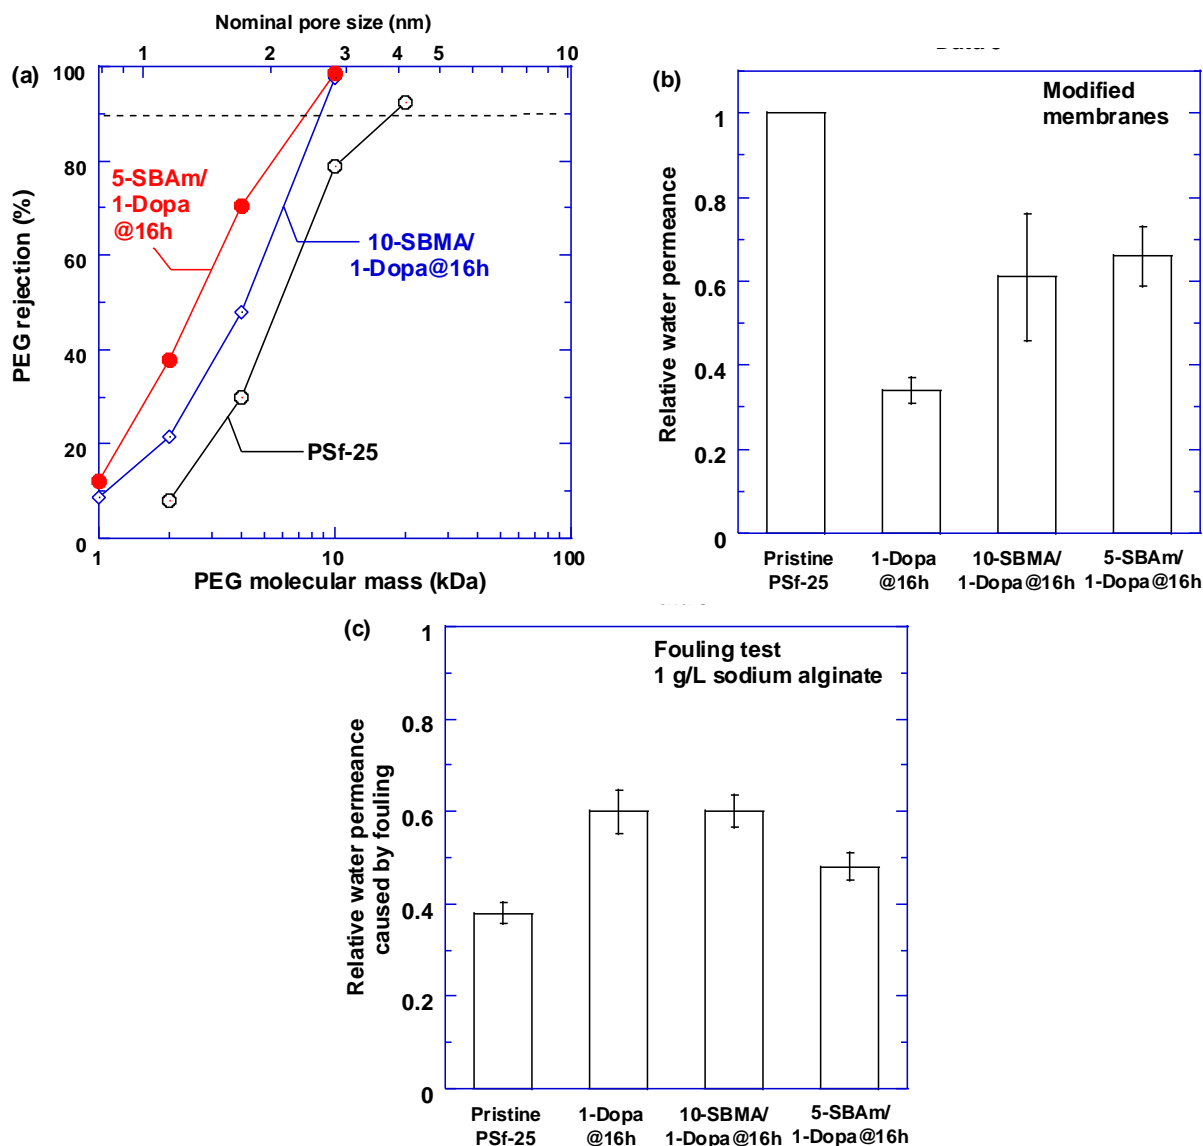 Nominal pore size (nm)
1 2 3 4 5 10
(a)
100
80
60
40
20
0
PEG rejection (%)
5-SBAm/
1-Dopa
@16h
10-SBMA/
1-Dopa@16h
PSf-25
1 10 100
PEG molecular mass (kDa)
(b)
Modified
membranes
1
0.8
0.6
0.4
0.2
0
Relative water permeance
Pristine
PSf-25
1-Dopa
@16h
10-SBMA/
1-Dopa@16h
5-SBAm/
1-Dopa@16h
(c)
Fouling test
1 g/L sodium alginate
1
0.8
0.6
0.4
0.2
0
Relative water permeance
caused by fouling
Pristine
PSf-25
1-Dopa
@16h
10-SBMA/
1-Dopa@16h
5-SBAm/
1-Dopa@16h